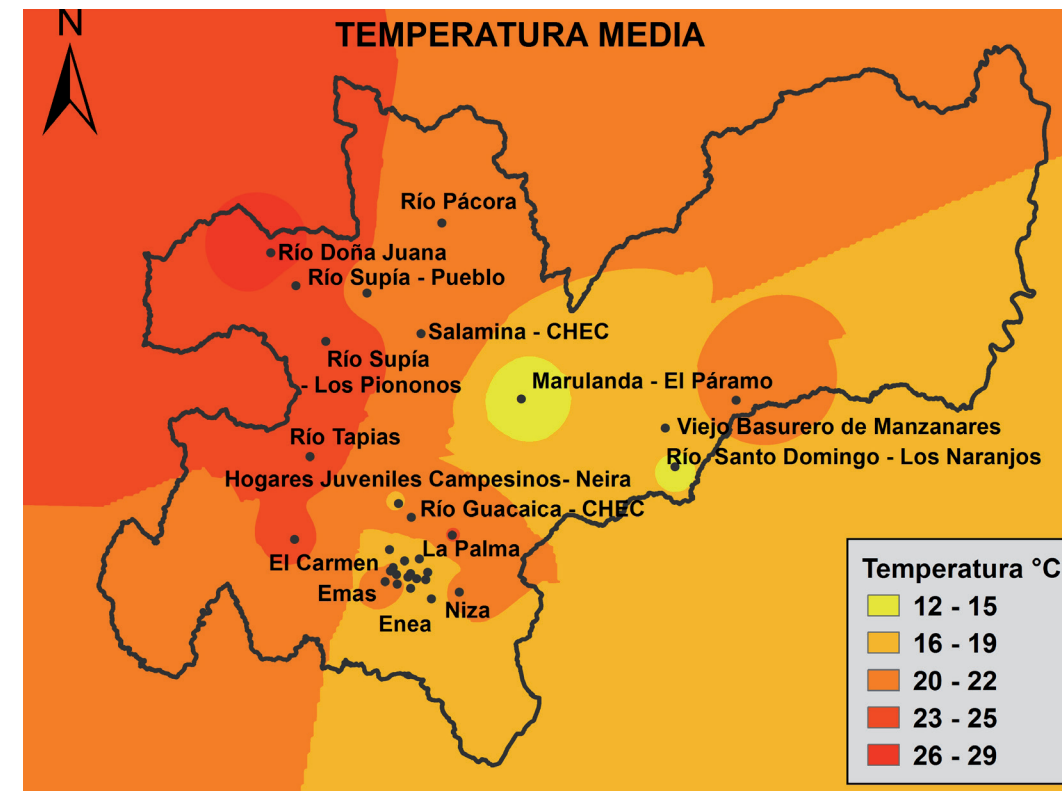 N
TEMPERATURA MEDIA
Río Pácora
Río Doña Juana
Río Supía - Pueblo
Salamina - CHEC
Río Supía
- Los Piononos
Marulanda - El Páramo
Viejo Basurero de Manzanares
Río Santo Domingo - Los Naranjos
Río Tapias
Hogares Juveniles Campesinos- Neira
Río Guacaica - CHEC
La Palma
El Carmen
Emas
Niza
Enea
Temperatura °C
12 - 15
16 - 19
20 - 22
23 - 25
26 - 29